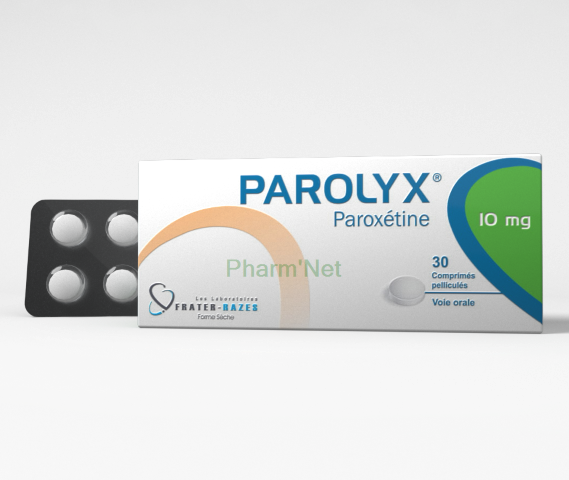 PAROLYX®
Paroxétine
10 mg
Pharm'Net
30
Comprimés
pelliculés
Voie orale
Les Laboratoires
FRATER-RAZES
Forme Sèche